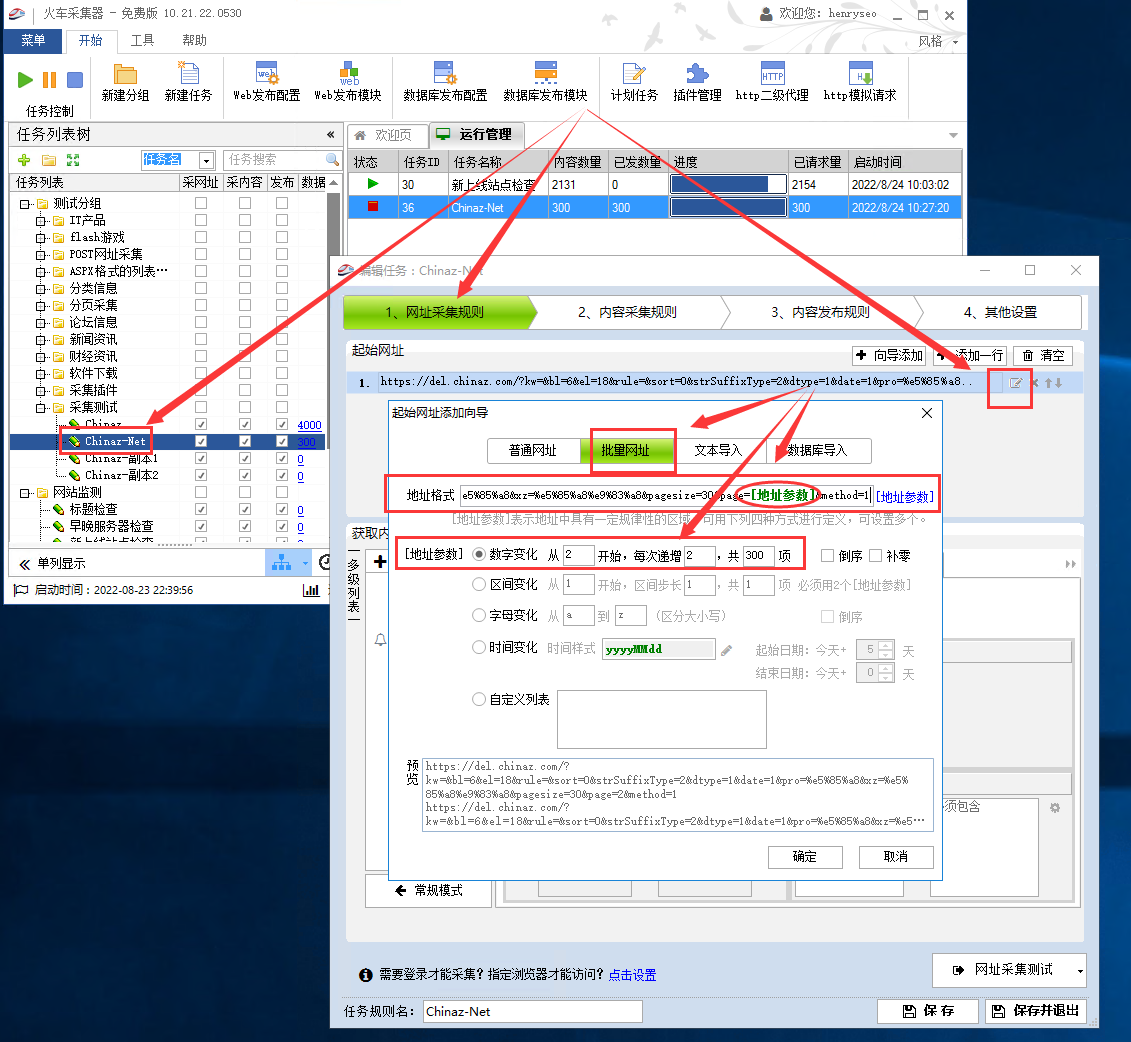 火车采集器 - 免费版 10.21.22.0530
欢迎您：henryseo
菜单 开始 工具 帮助
风格
任务控制
新建分组 新建任务 Web发布配置 Web发布模块 数据库发布配置 数据库发布模块 计划任务 插件管理 http二级代理 http模拟请求
任务列表树
欢迎页 运行管理
任务名 任务搜索
状态 任务ID 任务名称 内容数量 已发数量 进度 已请求量 启动时间
30 新上线站点检查 2131 0 2154 2022/8/24 10:03:02
36 Chinaz-Net 300 300 300 2022/8/24 10:27:20
任务列表 采网址 采内容 发布 数据
测试分组
IT产品
flash游戏
POST网址采集
ASPX格式的列表…
分类信息
分页采集
论坛信息
新闻资讯
财经资讯
软件下载
采集插件
采集测试
Chinaz 4000
Chinaz-Net 300
Chinaz-副本1 0
Chinaz-副本2 0
网站监测
标题检查 0
早晚服务器检查 0
新上线站点检查 0
单列显示
启动时间：2022-08-23 22:39:56
编辑任务：Chinaz-Net
1、网址采集规则 2、内容采集规则 3、内容发布规则 4、其他设置
起始网址
向导添加 添加一行 清空
1. https://del.chinaz.com/?kw=&bl=6&el=18&rule=&sort=0&strSuffixType=2&dtype=1&date=1&pro=%e5%85%a8..
起始网址添加向导
普通网址 批量网址 文本导入 数据库导入
地址格式 e5%85%a8&xz=%e5%85%a8%e9%83%a8&pagesize=30&page=[地址参数]&method=1 [地址参数]
[地址参数]表示地址中具有一定规律性的区域，可用下列四种方式进行定义，可设置多个。
获取内
[地址参数] 数字变化 从 2 开始，每次递增 2 ，共 300 项 倒序 补零
多级列表
区间变化 从 1 开始，区间步长 1 ，共 1 项 必须用2个[地址参数]
字母变化 从 a 到 z （区分大小写） 倒序
时间变化 时间样式 yyyyMMdd 起始日期：今天+ 5 天
结束日期：今天+ 0 天
自定义列表
预览
https://del.chinaz.com/?
kw=&bl=6&el=18&rule=&sort=0&strSuffixType=2&dtype=1&date=1&pro=%e5%85%a8&xz=%e5%
85%a8%e9%83%a8&pagesize=30&page=2&method=1
https://del.chinaz.com/?
kw=&bl=6&el=18&rule=&sort=0&strSuffixType=2&dtype=1&date=1&pro=%e5%85%a8&xz=%e5…
须包含
确定 取消
常规模式
需要登录才能采集？指定浏览器才能访问？点击设置
网址采集测试
任务规则名： Chinaz-Net
保 存 保存并退出